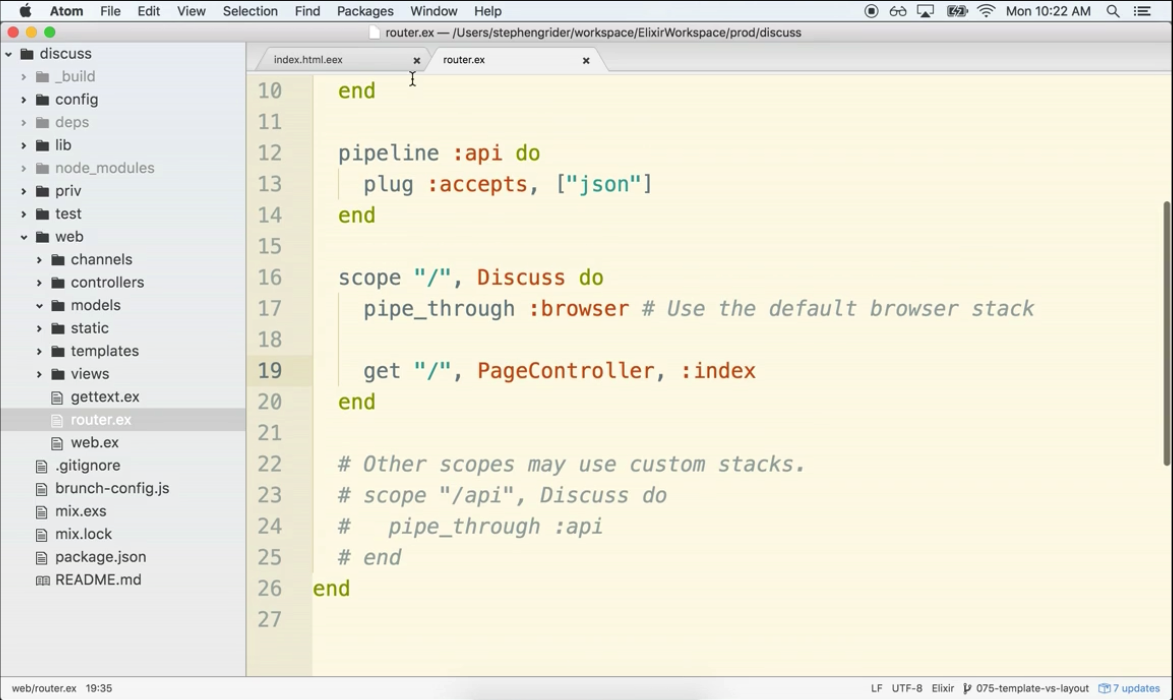 Atom File Edit View Selection Find Packages Window Help Mon 10:22 AM
router.ex — /Users/stephengrider/workspace/ElixirWorkspace/prod/discuss
discuss
_build
config
deps
lib
node_modules
priv
test
web
channels
controllers
models
static
templates
views
gettext.ex
router.ex
web.ex
.gitignore
brunch-config.js
mix.exs
mix.lock
package.json
README.md
index.html.eex router.ex
10 end
11
12 pipeline :api do
13 plug :accepts, ["json"]
14 end
15
16 scope "/", Discuss do
17 pipe_through :browser # Use the default browser stack
18
19 get "/", PageController, :index
20 end
21
22 # Other scopes may use custom stacks.
23 # scope "/api", Discuss do
24 #   pipe_through :api
25 # end
26 end
27
web/router.ex 19:35 LF UTF-8 Elixir 075-template-vs-layout 7 updates